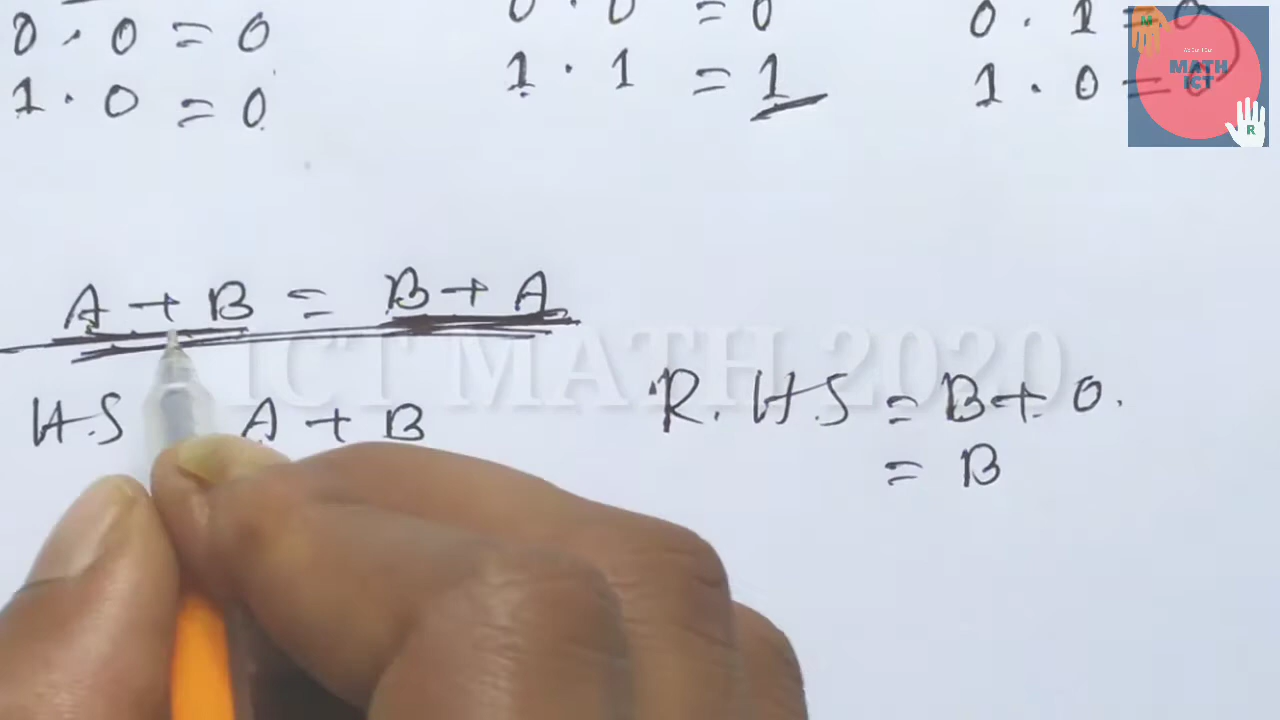 0 . 0 = 0
0 . 0 = 0
0 . 1 = 0
1 . 0 = 0
1 . 1 = 1
1 . 0 = 0
MATH
ICT
M
R
A + B = B + A
ICT MATH 2020
H.S A + B
R.H.S = B + 0.
= B